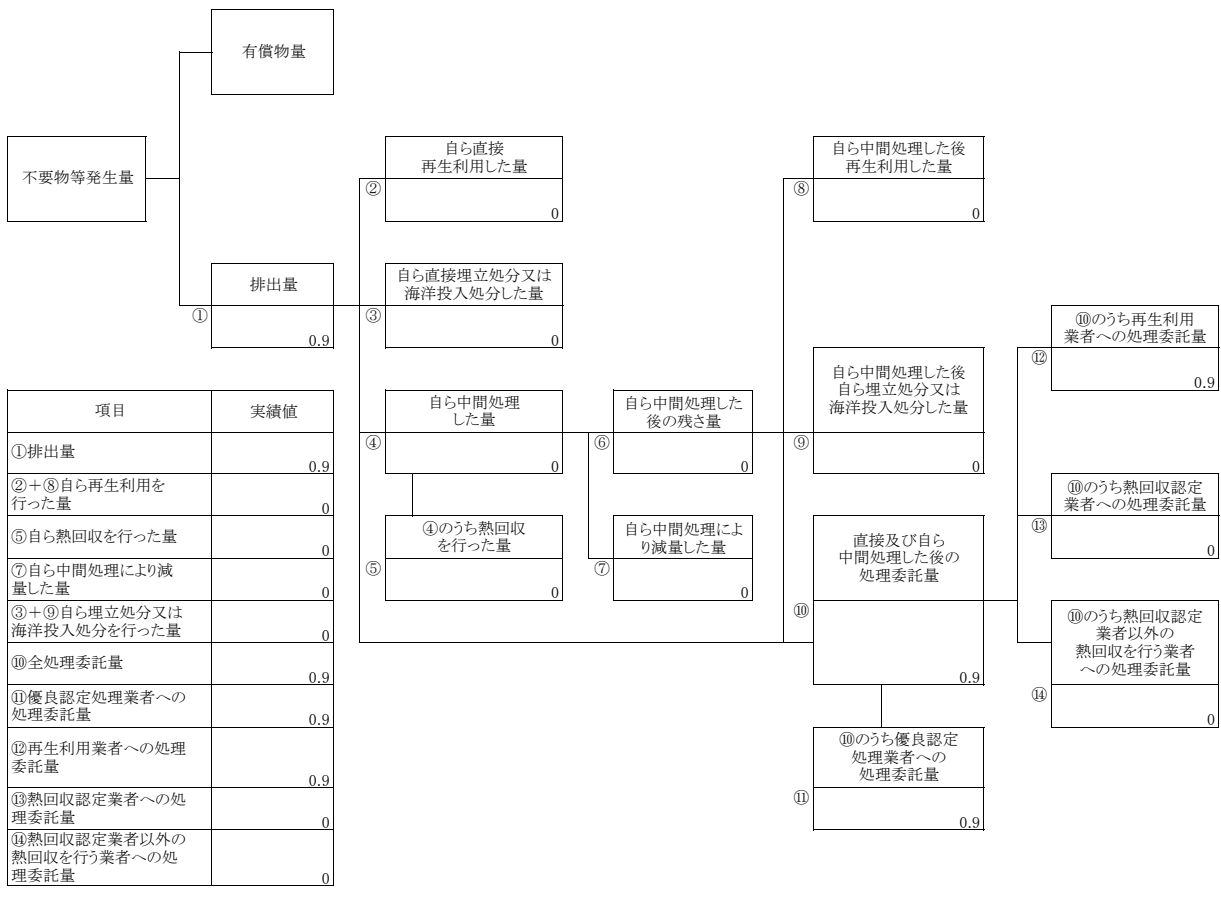 有償物量
不要物等発生量
排出量
①
0.9
自ら直接
再生利用した量
②
0
自ら直接埋立処分又は
海洋投入処分した量
③
0
自ら中間処理
した量
④
0
④のうち熱回収
を行った量
⑤
0
自ら中間処理した
後の残さ量
⑥
0
自ら中間処理によ
り減量した量
⑦
0
自ら中間処理した後
再生利用した量
⑧
0
自ら中間処理した後
自ら埋立処分又は
海洋投入処分した量
⑨
0
直接及び自ら
中間処理した後の
処理委託量
⑩
0.9
⑩のうち優良認定
処理業者への
処理委託量
⑪
0.9
⑩のうち再生利用
業者への処理委託量
⑫
0.9
⑩のうち熱回収認定
業者への処理委託量
⑬
0
⑩のうち熱回収認定
業者以外の
熱回収を行う業者
への処理委託量
⑭
0
項目 実績値
①排出量
0.9
②＋⑧自ら再生利用を
行った量
0
⑤自ら熱回収を行った量
0
⑦自ら中間処理により減
量した量
0
③＋⑨自ら埋立処分又は
海洋投入処分を行った量
0
⑩全処理委託量
0.9
⑪優良認定処理業者への
処理委託量
0.9
⑫再生利用業者への処理
委託量
0.9
⑬熱回収認定業者への処
理委託量
0
⑭熱回収認定業者以外の
熱回収を行う業者への処
理委託量
0